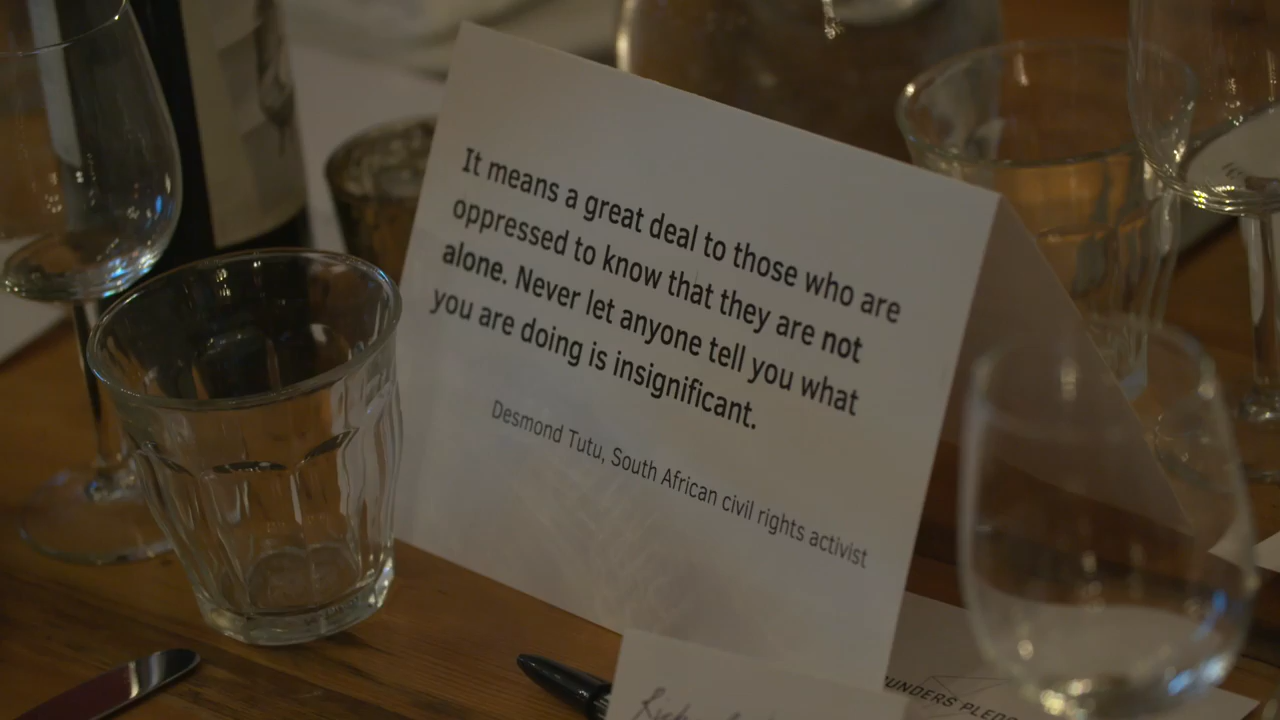 It means a great deal to those who are
oppressed to know that they are not
alone. Never let anyone tell you what
you are doing is insignificant.
Desmond Tutu, South African civil rights activist